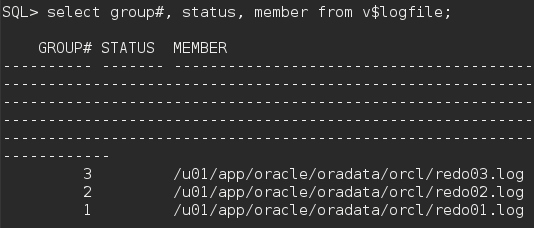 SQL> select group#, status, member from v$logfile;
    GROUP# STATUS  MEMBER
---------- ------- ------------------------------------
-----------------------------------------------------
-----------------------------------------------------
-----------------------------------------------------
-----------------------------------------------------
------------
         3         /u01/app/oracle/oradata/orcl/redo03.log
         2         /u01/app/oracle/oradata/orcl/redo02.log
         1         /u01/app/oracle/oradata/orcl/redo01.log